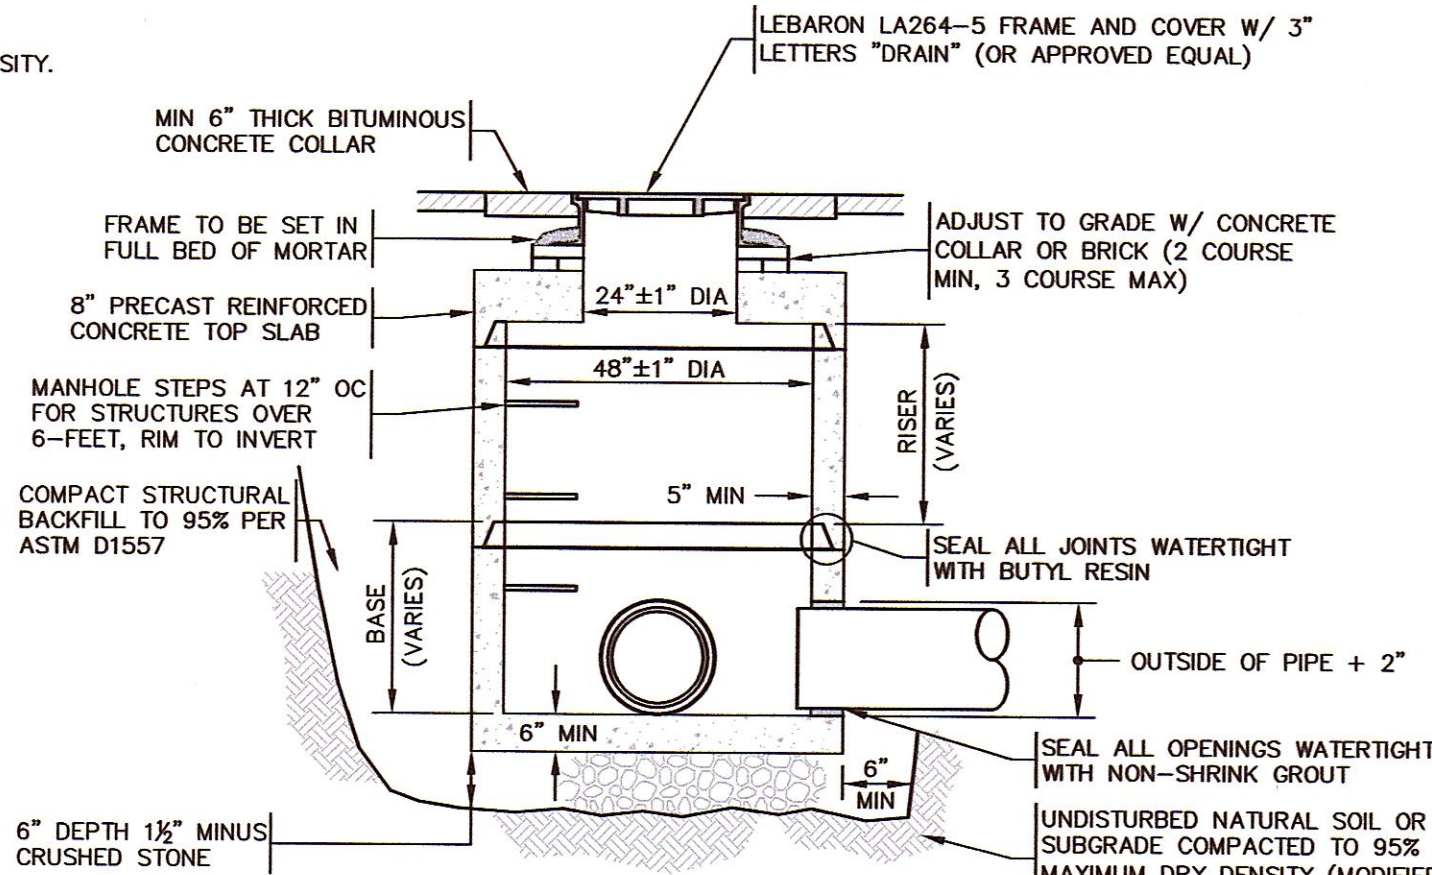 SITY.
LEBARON LA264-5 FRAME AND COVER W/ 3"
LETTERS "DRAIN" (OR APPROVED EQUAL)
MIN 6" THICK BITUMINOUS
CONCRETE COLLAR
FRAME TO BE SET IN
FULL BED OF MORTAR
ADJUST TO GRADE W/ CONCRETE
COLLAR OR BRICK (2 COURSE
MIN, 3 COURSE MAX)
8" PRECAST REINFORCED
CONCRETE TOP SLAB
24"±1" DIA
48"±1" DIA
MANHOLE STEPS AT 12" OC
FOR STRUCTURES OVER
6-FEET, RIM TO INVERT
RISER
(VARIES)
5" MIN
COMPACT STRUCTURAL
BACKFILL TO 95% PER
ASTM D1557
SEAL ALL JOINTS WATERTIGHT
WITH BUTYL RESIN
BASE
(VARIES)
OUTSIDE OF PIPE + 2"
6" MIN
SEAL ALL OPENINGS WATERTIGHT
WITH NON-SHRINK GROUT
6"
MIN
6" DEPTH 1½" MINUS
CRUSHED STONE
UNDISTURBED NATURAL SOIL OR
SUBGRADE COMPACTED TO 95%
MAXIMUM DRY DENSITY (MODIFIED